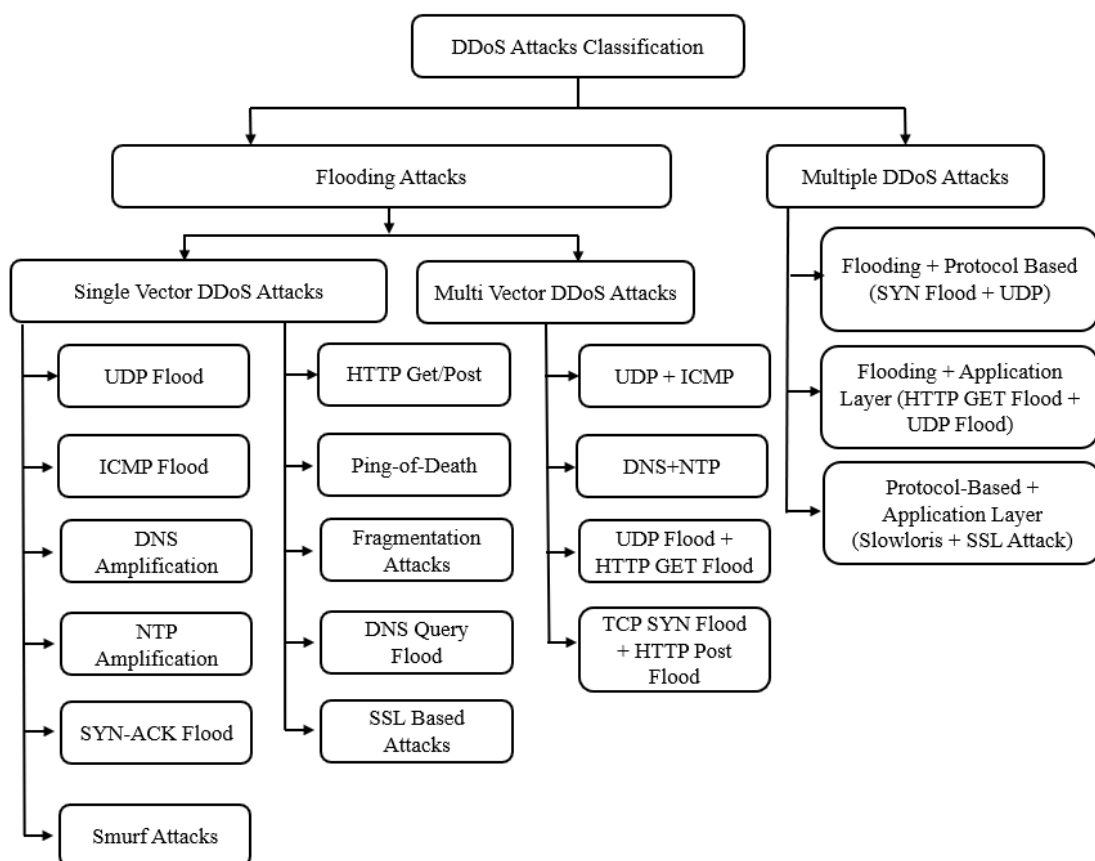 DDoS Attacks Classification
Flooding Attacks
Multiple DDoS Attacks
Single Vector DDoS Attacks
Multi Vector DDoS Attacks
UDP Flood
ICMP Flood
DNS
Amplification
NTP
Amplification
SYN-ACK Flood
Smurf Attacks
HTTP Get/Post
Ping-of-Death
Fragmentation
Attacks
DNS Query
Flood
SSL Based
Attacks
UDP + ICMP
DNS+NTP
UDP Flood +
HTTP GET Flood
TCP SYN Flood
+ HTTP Post
Flood
Flooding + Protocol Based
(SYN Flood + UDP)
Flooding + Application
Layer (HTTP GET Flood +
UDP Flood)
Protocol-Based +
Application Layer
(Slowloris + SSL Attack)